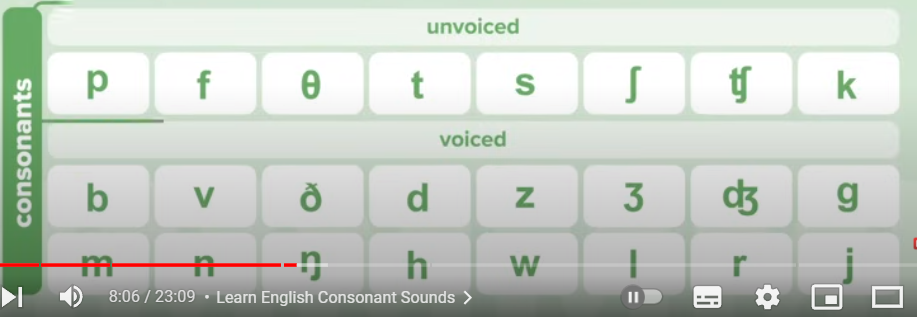 consonants
unvoiced
p f θ t s ʃ ʧ k
voiced
b v ð d z ʒ ʤ g
m n ŋ h w l r j
8:06 / 23:09 • Learn English Consonant Sounds